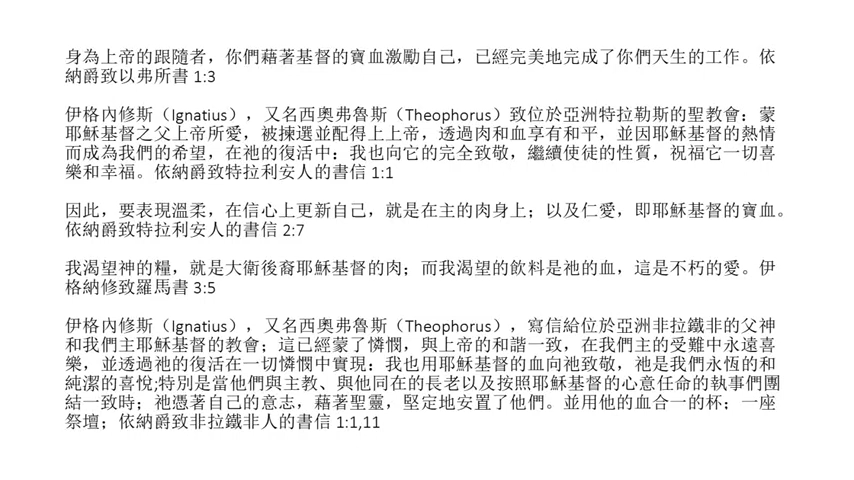 身為上帝的跟隨者，你們藉著基督的寶血激勵自己，已經完美地完成了你們天生的工作。依
納爵致以弗所書 1:3
伊格內修斯（Ignatius），又名西奧弗魯斯（Theophorus）致位於亞洲特拉勒斯的聖教會：蒙
耶穌基督之父上帝所愛，被揀選並配得上上帝，透過肉和血享有和平，並因耶穌基督的熱情
而成為我們的希望，在祂的復活中：我也向它的完全致敬，繼續使徒的性質，祝福它一切喜
樂和幸福。依納爵致特拉利安人的書信 1:1
因此，要表現溫柔，在信心上更新自己，就是在主的肉身上；以及仁愛，即耶穌基督的寶血。
依納爵致特拉利安人的書信 2:7
我渴望神的糧，就是大衛後裔耶穌基督的肉；而我渴望的飲料是祂的血，這是不朽的愛。伊
格納修致羅馬書 3:5
伊格內修斯（Ignatius），又名西奧弗魯斯（Theophorus），寫信給位於亞洲非拉鐵非的父神
和我們主耶穌基督的教會；這已經蒙了憐憫，與上帝的和諧一致，在我們主的受難中永遠喜
樂，並透過祂的復活在一切憐憫中實現：我也用耶穌基督的血向祂致敬，祂是我們永恆的和
純潔的喜悅;特別是當他們與主教、與他同在的長老以及按照耶穌基督的心意任命的執事們團
結一致時；祂憑著自己的意志，藉著聖靈，堅定地安置了他們。並用他的血合一的杯；一座
祭壇；依納爵致非拉鐵非人的書信 1:1,11